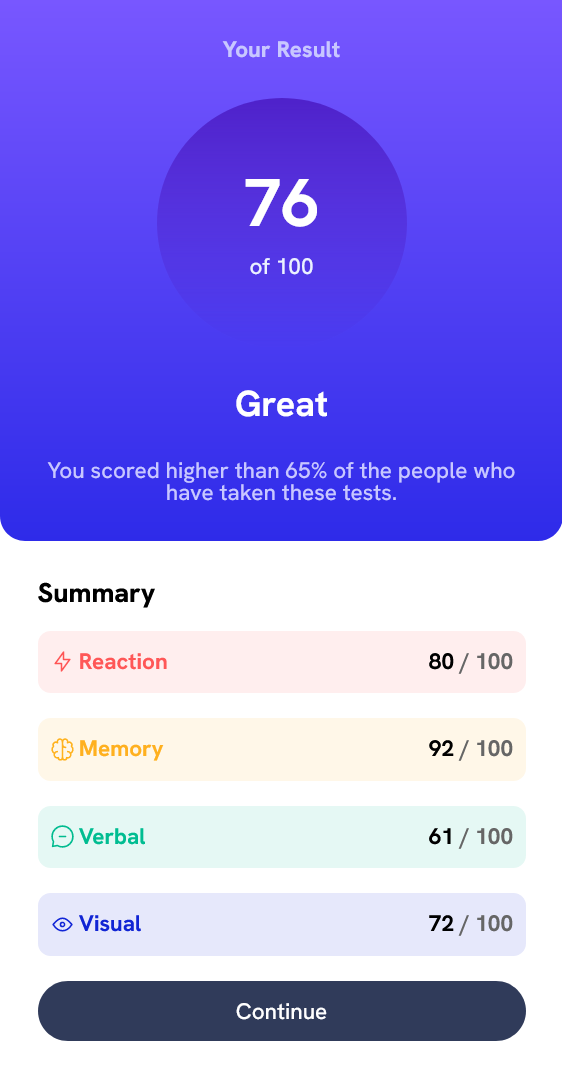 Your Result
76
of 100
Great
You scored higher than 65% of the people who
have taken these tests.
Summary
Reaction 80 / 100
Memory 92 / 100
Verbal 61 / 100
Visual 72 / 100
Continue